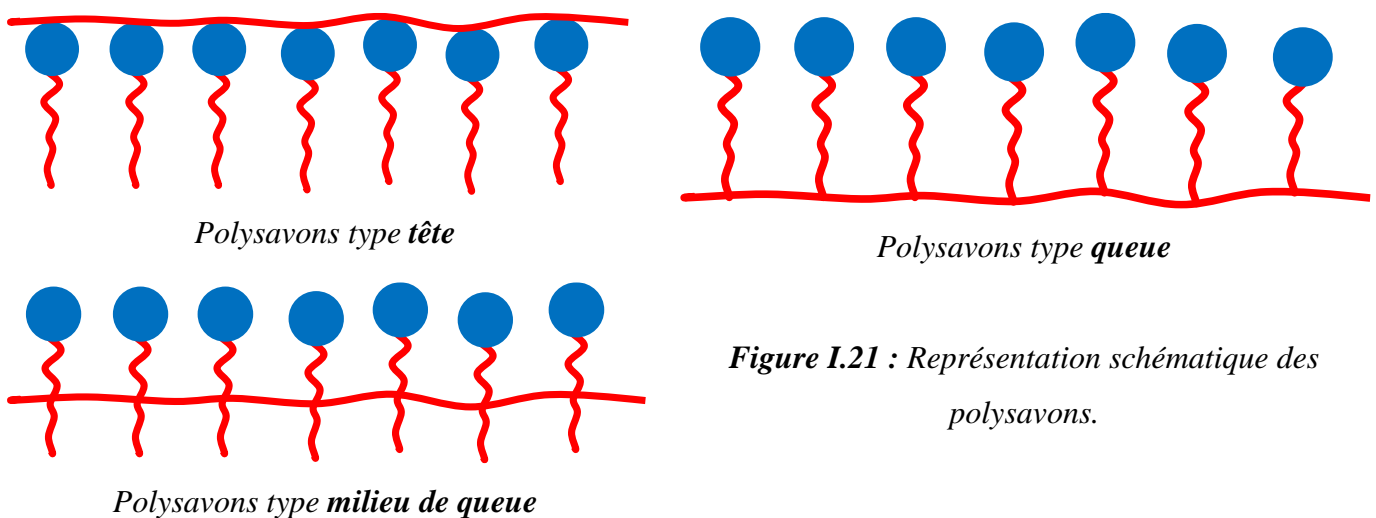 Polysavons type tête
Polysavons type queue
Figure I.21 : Représentation schématique des
polysavons.
Polysavons type milieu de queue